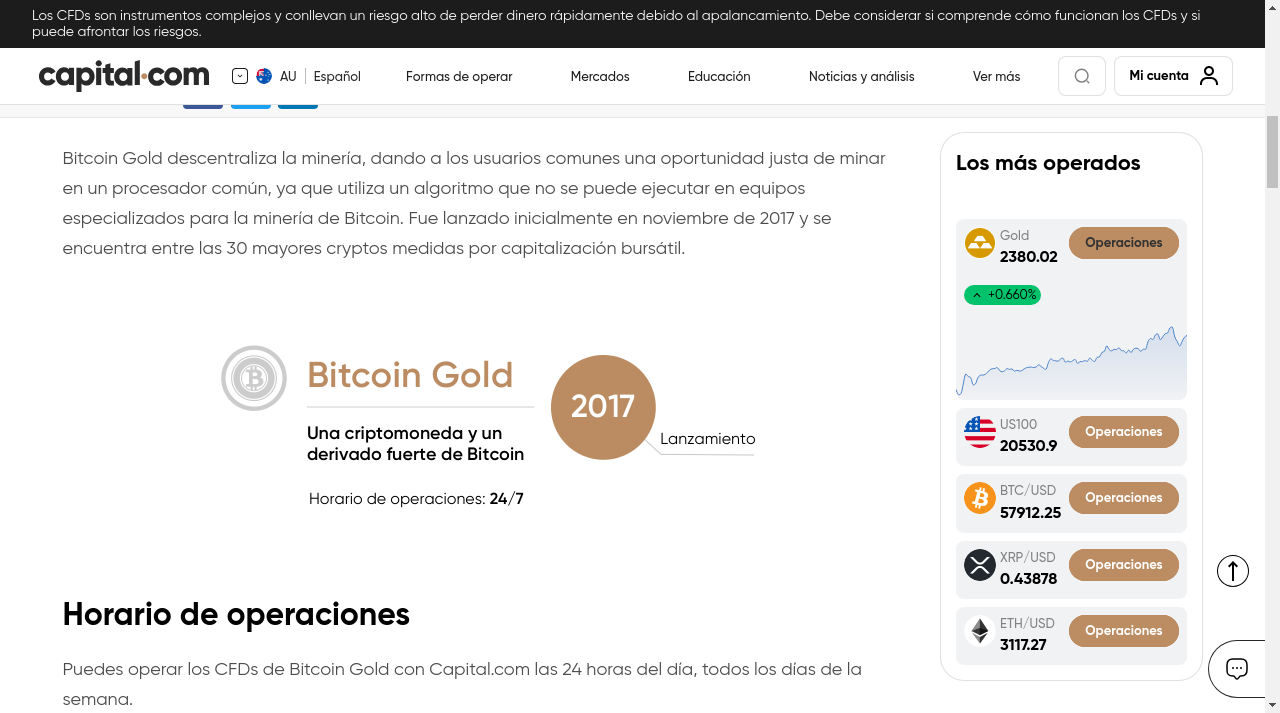 Los CFDs son instrumentos complejos y conllevan un riesgo alto de perder dinero rápidamente debido al apalancamiento. Debe considerar si comprende cómo funcionan los CFDs y si
puede afrontar los riesgos.
capital.com
AU
Español
Formas de operar
Mercados
Educación
Noticias y análisis
Ver más
Mi cuenta
Bitcoin Gold descentraliza la minería, dando a los usuarios comunes una oportunidad justa de minar
en un procesador común, ya que utiliza un algoritmo que no se puede ejecutar en equipos
especializados para la minería de Bitcoin. Fue lanzado inicialmente en noviembre de 2017 y se
encuentra entre las 30 mayores cryptos medidas por capitalización bursátil.
Bitcoin Gold
Una criptomoneda y un
derivado fuerte de Bitcoin
Horario de operaciones: 24/7
2017
Lanzamiento
Horario de operaciones
Puedes operar los CFDs de Bitcoin Gold con Capital.com las 24 horas del día, todos los días de la
semana.
Los más operados
Gold
2380.02
Operaciones
+0.660%
US100
20530.9
Operaciones
BTC/USD
57912.25
Operaciones
XRP/USD
0.43878
Operaciones
ETH/USD
3117.27
Operaciones